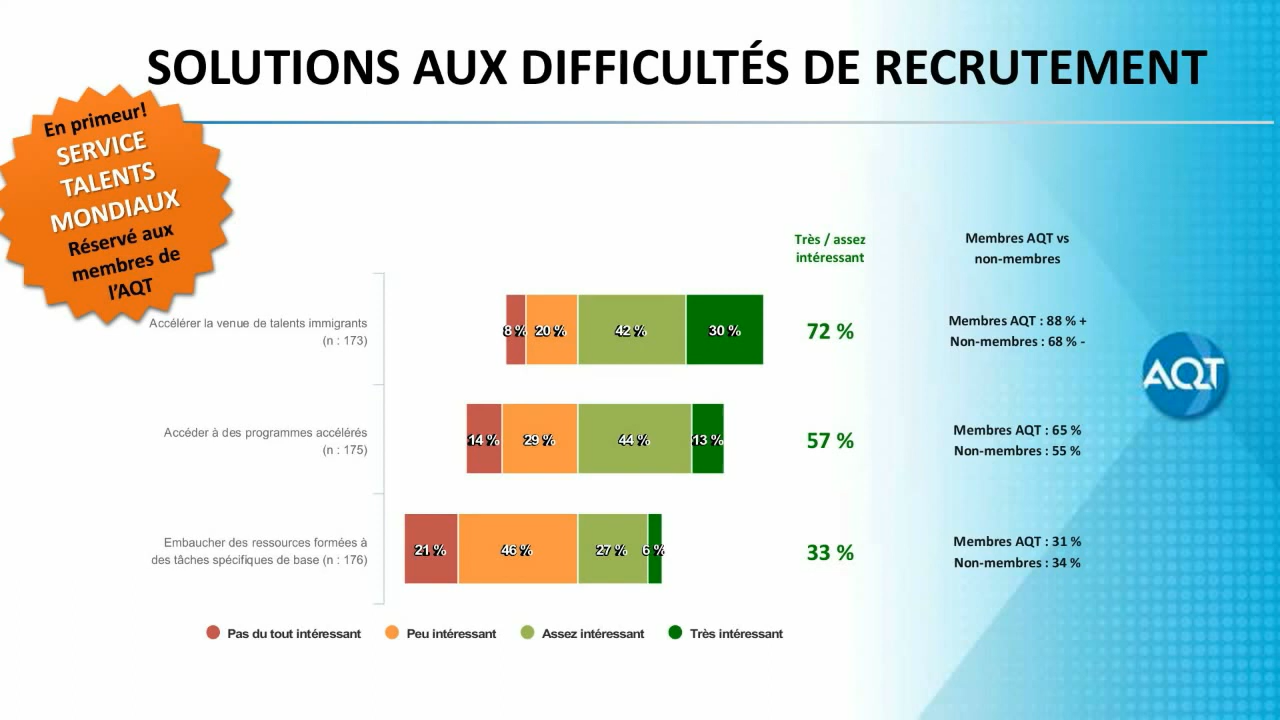 SOLUTIONS AUX DIFFICULTÉS DE RECRUTEMENT
En primeur!
SERVICE
TALENTS
MONDIAUX
Réservé aux
membres de
l’AQT
Très / assez
intéressant
Membres AQT vs
non-membres
Accélérer la venue de talents immigrants
(n : 173)
8 % 20 % 42 % 30 %
72 %
Membres AQT : 88 % +
Non-membres : 68 % -
AQT
Accéder à des programmes accélérés
(n : 175)
14 % 29 % 44 % 13 %
57 %
Membres AQT : 65 %
Non-membres : 55 %
Embaucher des ressources formées à
des tâches spécifiques de base (n : 176)
21 % 46 % 27 % 6 %
33 %
Membres AQT : 31 %
Non-membres : 34 %
Pas du tout intéressant Peu intéressant Assez intéressant Très intéressant